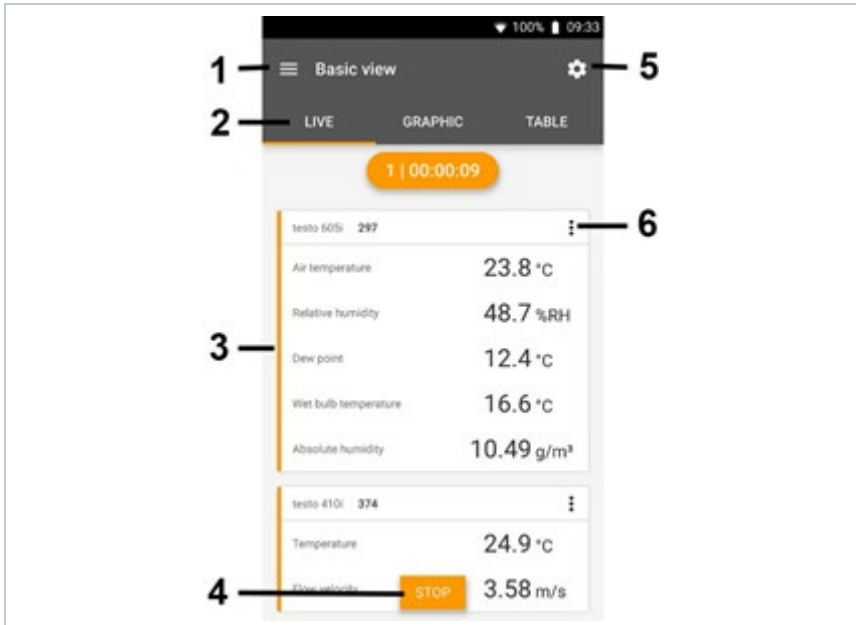 100% 09:33
1 Basic view 5
2 LIVE GRAPHIC TABLE
1 | 00:00:09
testo 605i 297 6
Air temperature 23.8 °C
Relative humidity 48.7 %RH
3 Dew point 12.4 °C
Wet bulb temperature 16.6 °C
Absolute humidity 10.49 g/m³
testo 410i 374
Temperature 24.9 °C
4 Flow velocity STOP 3.58 m/s